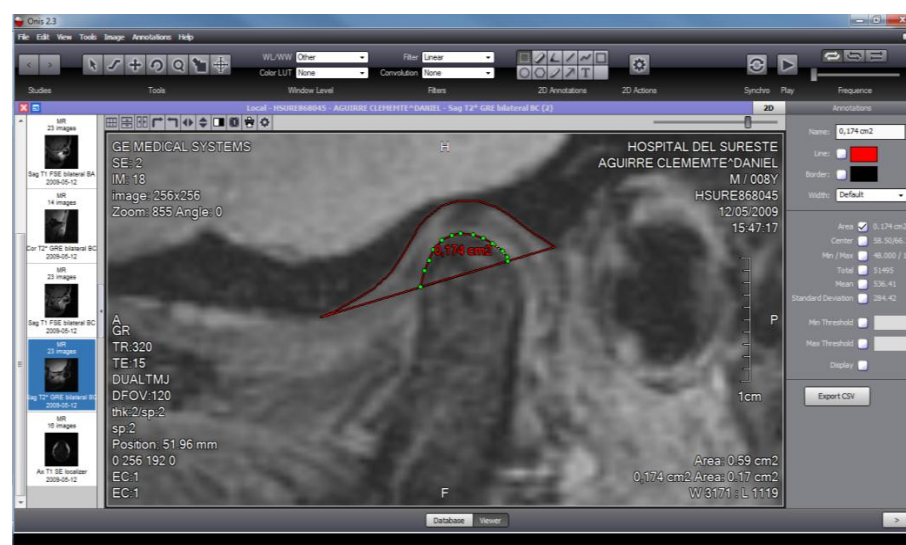 Onis 2.3
File Edit View Tools Image Annotations Help
WL/WW Other
Filter Linear
Color LUT None
Convolution None
Studies
Tools
Window Level
Filters
2D Annotations
2D Actions
Synchro
Play
Frequence
Local - HSURE868045 - AGUIRRE CLEMEMTE^DANIEL - Sag T2* GRE bilateral BC (2)
2D
Annotations
MR
23 images
Sag T1 FSE bilateral BA
2009-05-12
MR
14 images
Cor T2* GRE bilateral BC
2009-05-12
MR
23 images
Sag T1 FSE bilateral BC
2009-05-12
MR
23 images
Sag T2* GRE bilateral BC
2009-05-12
MR
16 images
Ax T1 SE localizer
2009-05-12
GE MEDICAL SYSTEMS
SE: 2
IM: 18
image: 256x256
Zoom: 855 Angle: 0
H
HOSPITAL DEL SURESTE
AGUIRRE CLEMEMTE^DANIEL
M / 008Y
HSURE868045
12/05/2009
15:47:17
0,174 cm2
A
GR
TR:320
TE:15
DUALTMJ
DFOV:120
thk:2/sp:2
sp:2
Position: 51.96 mm
0 256 192 0
EC:1
EC:1
P
1cm
F
Area: 0.59 cm2
0,174 cm2 Area: 0.17 cm2
W 3171 : L 1119
Name: 0,174 cm2
Line:
Border:
Width: Default
Area 0.174 cm2
Center 58.50/66.
Min / Max 48.000 / 1
Total 51495
Mean 536.41
Standard Deviation 284.42
Min Threshold
Max Threshold
Display
Export CSV
Database
Viewer
>